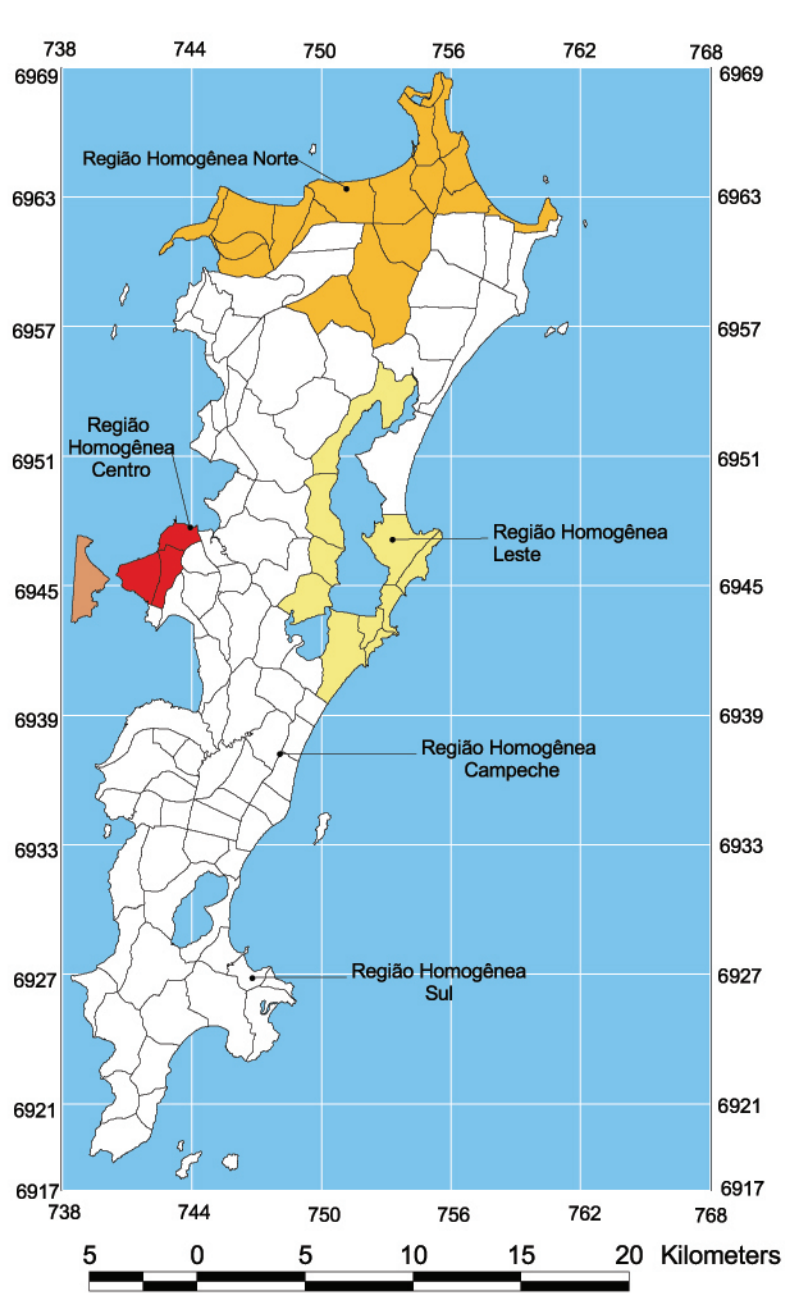 738 744 750 756 762 768
6969 6969
Região Homogênea Norte
6963 6963
6957 6957
Região
Homogênea
Centro
6951 6951
Região Homogênea
Leste
6945 6945
6939 6939
Região Homogênea
Campeche
6933 6933
Região Homogênea
Sul
6927 6927
6921 6921
6917 6917
738 744 750 756 762 768
5 0 5 10 15 20 Kilometers